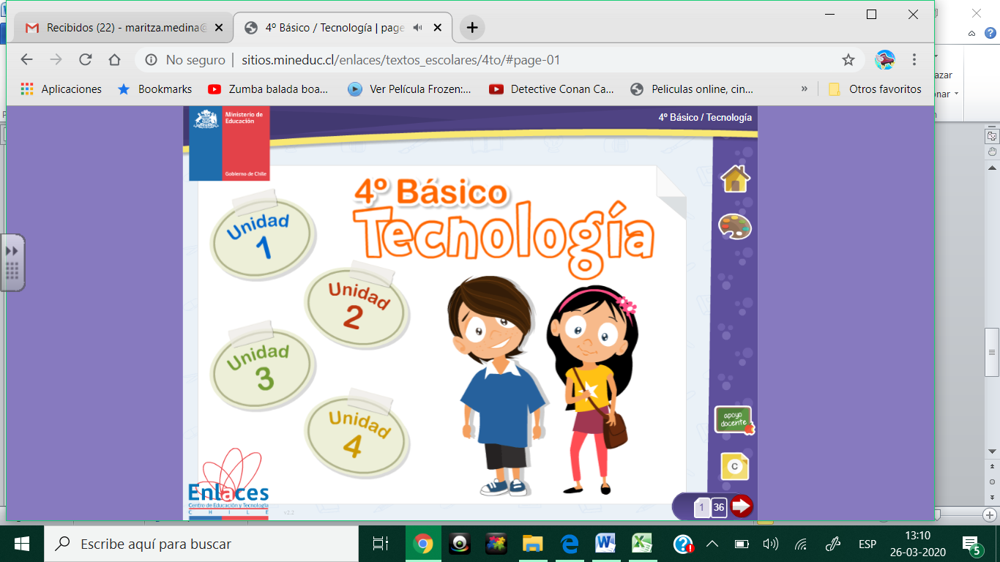 Recibidos (22) - maritza.medina@
4º Básico / Tecnología | page
No seguro
sitios.mineduc.cl/enlaces/textos_escolares/4to/#page-01
Aplicaciones
Bookmarks
Zumba balada boa...
Ver Película Frozen:...
Detective Conan Ca...
Peliculas online, cin...
»
Otros favoritos
Ministerio de
Educación
Gobierno de Chile
4º Básico / Tecnología
4º Básico
Tecnología
Unidad
1
Unidad
2
Unidad
3
Unidad
4
apoyo
docente
C
Enlaces
Centro de Educación y Tecnología
CHILE
v2.2
1 36
Escribe aquí para buscar
ESP
13:10
26-03-2020
5